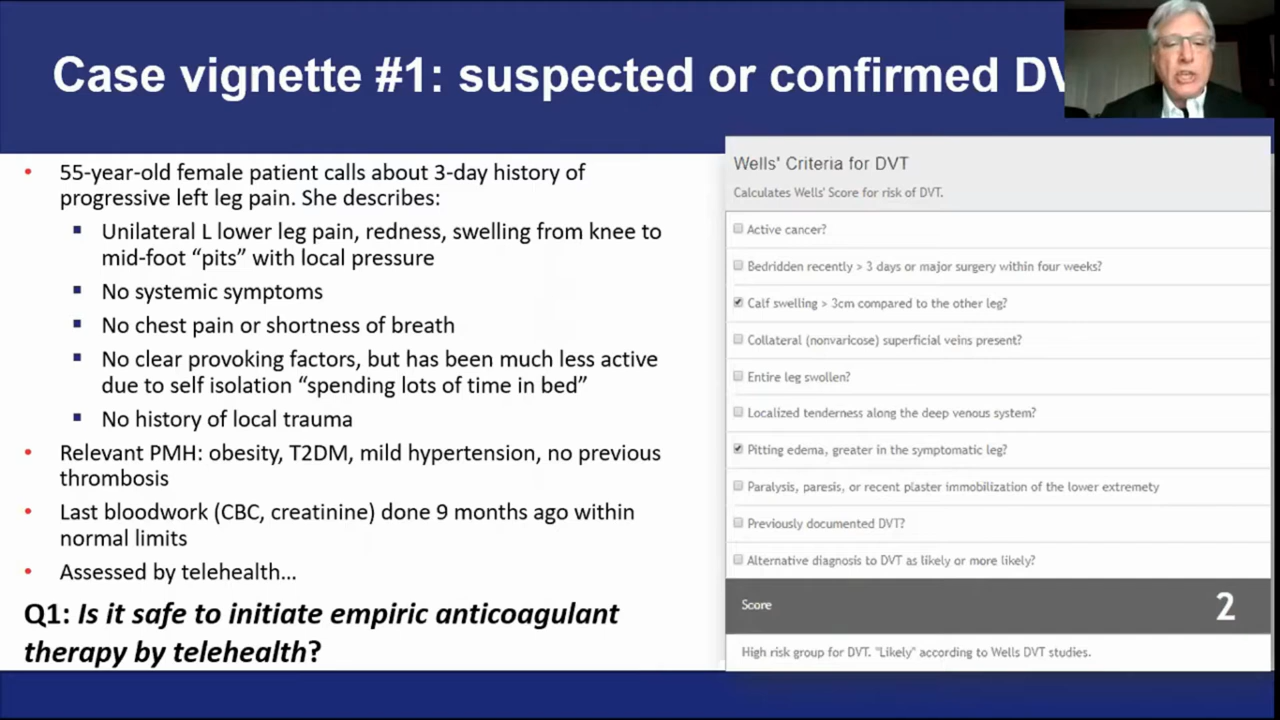 Case vignette #1: suspected or confirmed DV
55-year-old female patient calls about 3-day history of
progressive left leg pain. She describes:
Unilateral L lower leg pain, redness, swelling from knee to
mid-foot “pits” with local pressure
No systemic symptoms
No chest pain or shortness of breath
No clear provoking factors, but has been much less active
due to self isolation “spending lots of time in bed”
No history of local trauma
Relevant PMH: obesity, T2DM, mild hypertension, no previous
thrombosis
Last bloodwork (CBC, creatinine) done 9 months ago within
normal limits
Assessed by telehealth...
Q1: Is it safe to initiate empiric anticoagulant
therapy by telehealth?
Wells' Criteria for DVT
Calculates Wells' Score for risk of DVT.
Active cancer?
Bedridden recently > 3 days or major surgery within four weeks?
Calf swelling > 3cm compared to the other leg?
Collateral (nonvaricose) superficial veins present?
Entire leg swollen?
Localized tenderness along the deep venous system?
Pitting edema, greater in the symptomatic leg?
Paralysis, paresis, or recent plaster immobilization of the lower extremety
Previously documented DVT?
Alternative diagnosis to DVT as likely or more likely?
Score 2
High risk group for DVT. "Likely" according to Wells DVT studies.